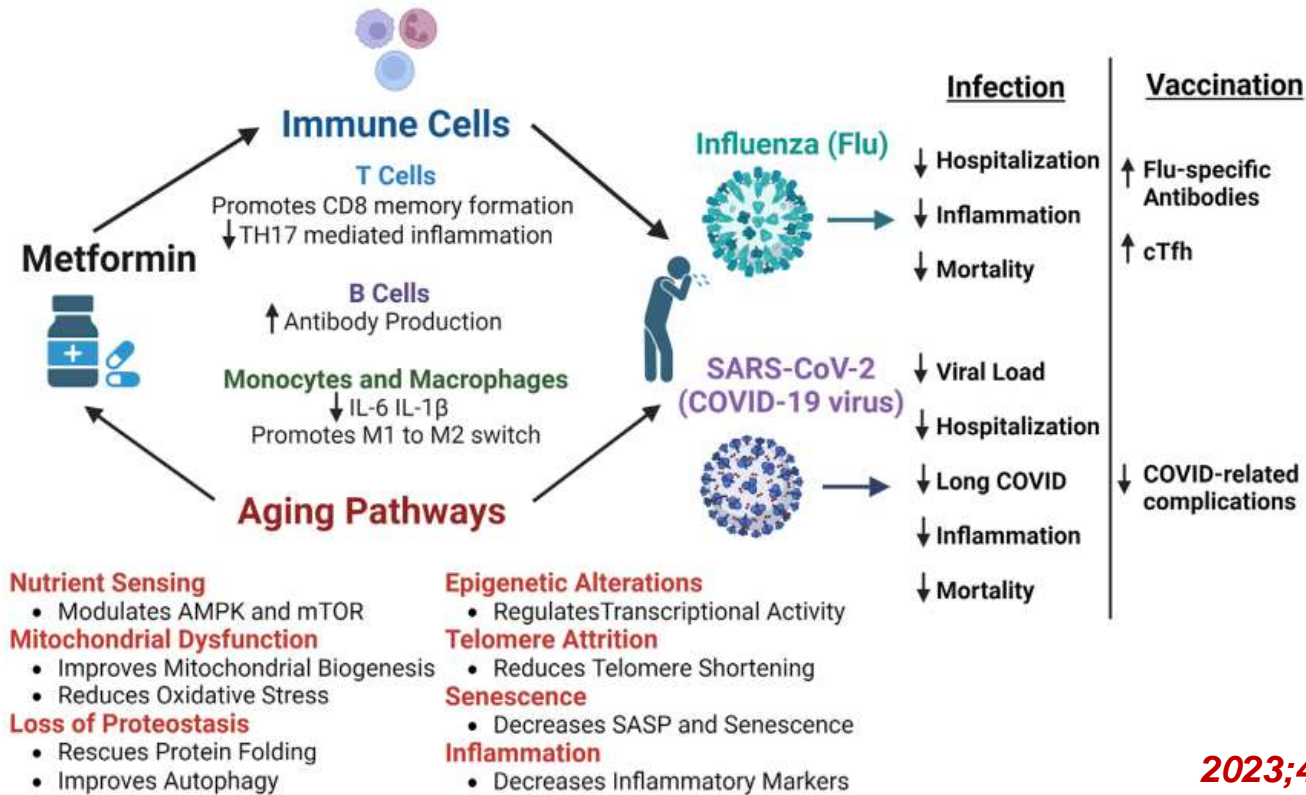 Immune Cells
T Cells
Promotes CD8 memory formation
↓ TH17 mediated inflammation
B Cells
↑ Antibody Production
Monocytes and Macrophages
↓ IL-6 IL-1β
Promotes M1 to M2 switch
Metformin
Aging Pathways
Nutrient Sensing
• Modulates AMPK and mTOR
Mitochondrial Dysfunction
• Improves Mitochondrial Biogenesis
• Reduces Oxidative Stress
Loss of Proteostasis
• Rescues Protein Folding
• Improves Autophagy
Epigenetic Alterations
• RegulatesTranscriptional Activity
Telomere Attrition
• Reduces Telomere Shortening
Senescence
• Decreases SASP and Senescence
Inflammation
• Decreases Inflammatory Markers
Influenza (Flu)
SARS-CoV-2
(COVID-19 virus)
Infection
↓ Hospitalization
↓ Inflammation
↓ Mortality
↓ Viral Load
↓ Hospitalization
↓ Long COVID
↓ Inflammation
↓ Mortality
Vaccination
↑ Flu-specific
Antibodies
↑ cTfh
↓ COVID-related
complications
2023;4